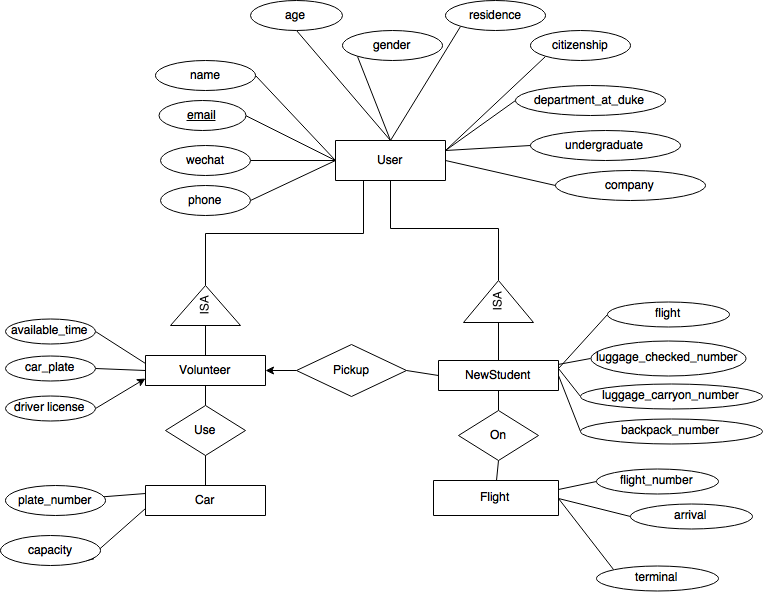 age
residence
gender
citizenship
name
department_at_duke
email
undergraduate
User
wechat
company
phone
ISA
ISA
available_time
flight
car_plate
Volunteer
Pickup
NewStudent
luggage_checked_number
driver license
luggage_carryon_number
Use
On
backpack_number
plate_number
Car
Flight
flight_number
arrival
capacity
terminal